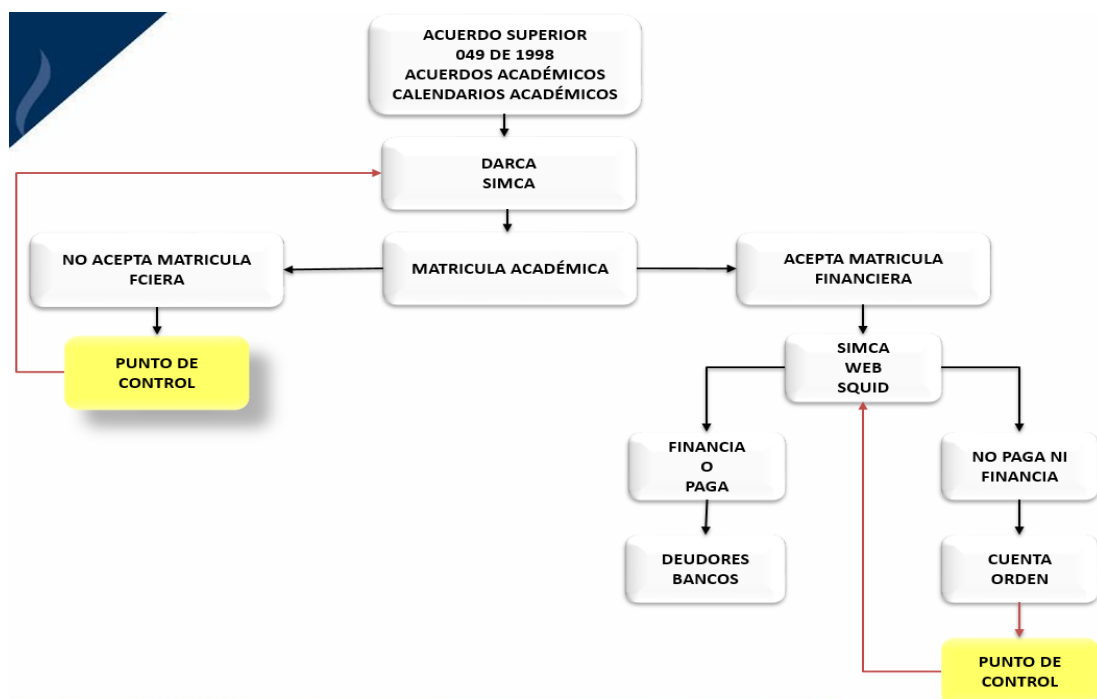 ACUERDO SUPERIOR
049 DE 1998
ACUERDOS ACADÉMICOS
CALENDARIOS ACADÉMICOS
DARCA
SIMCA
NO ACEPTA MATRICULA
FCIERA
MATRICULA ACADÉMICA
ACEPTA MATRICULA
FINANCIERA
PUNTO DE
CONTROL
SIMCA
WEB
SQUID
FINANCIA
O
PAGA
NO PAGA NI
FINANCIA
DEUDORES
BANCOS
CUENTA
ORDEN
PUNTO DE
CONTROL